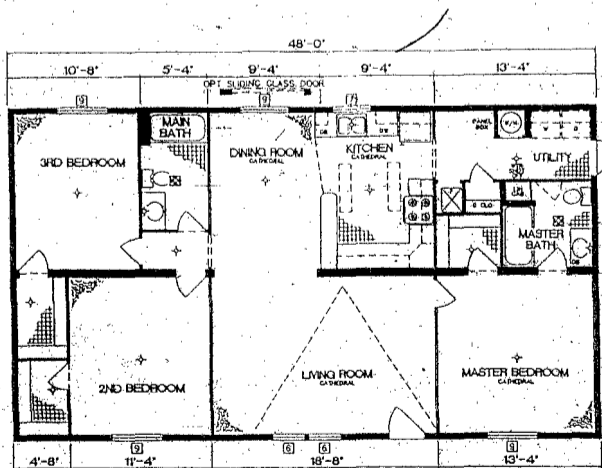 48'-0"
10'-8" 5'-4" 9'-4" 9'-4" 13'-4"
OPT SLIDING GLASS DOOR
9 9 7
MAIN BATH
PANEL BOX
W/H
W D
3RD BEDROOM
DINING ROOM
CATHEDRAL
KITCHEN
CATHEDRAL
UTILITY
MASTER BATH
2ND BEDROOM
LIVING ROOM
CATHEDRAL
MASTER BEDROOM
CATHEDRAL
9 6 6 9
4'-8" 11'-4" 18'-8" 13'-4"